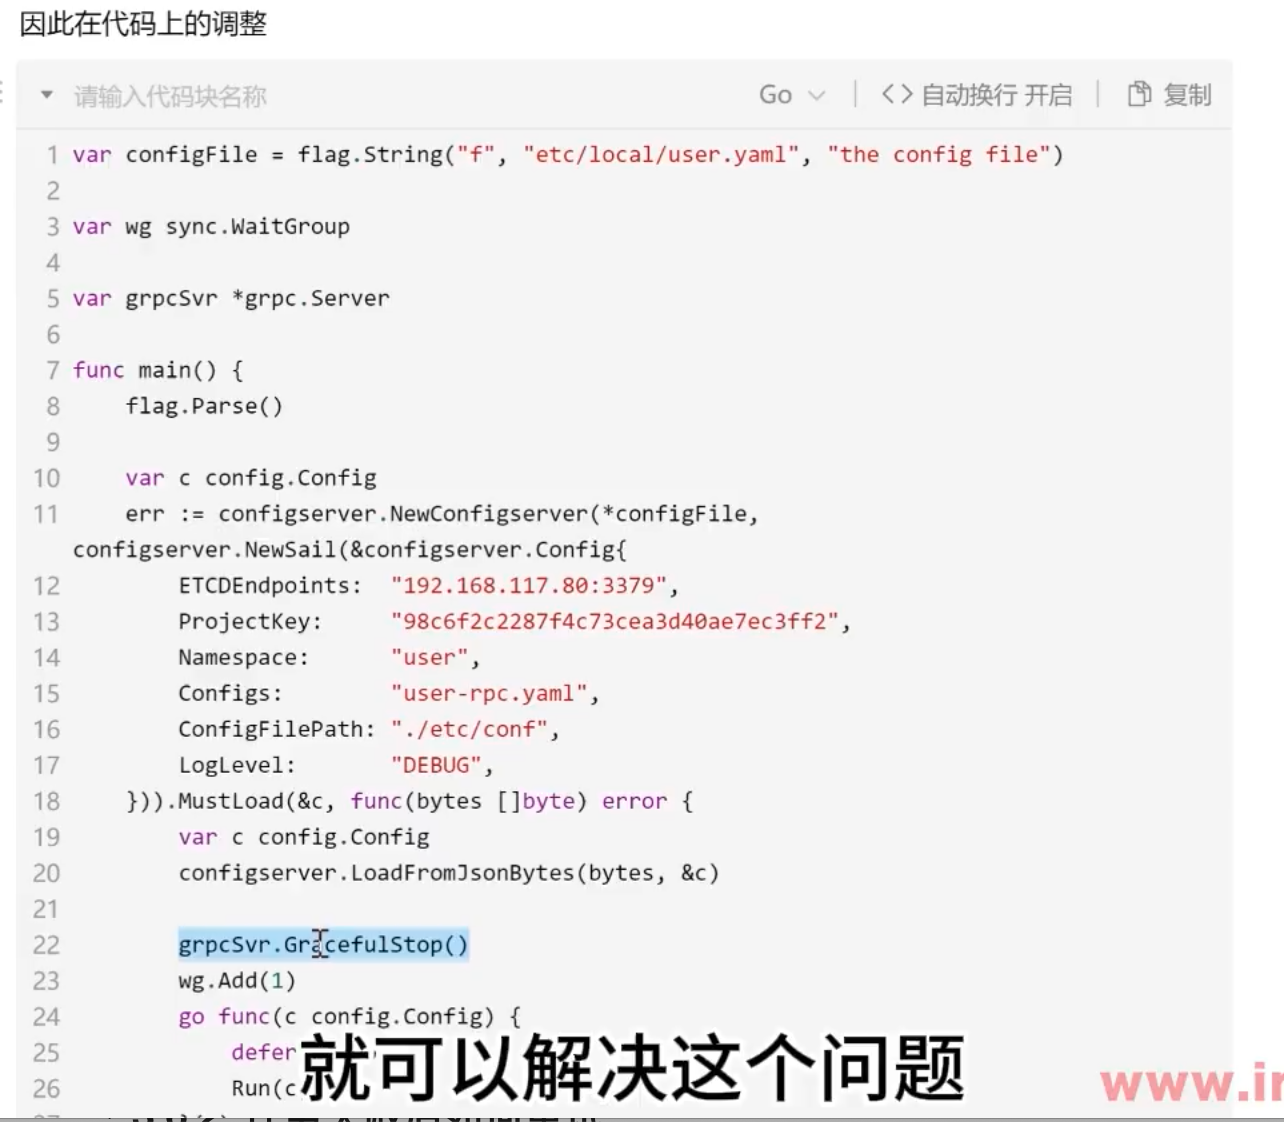 因此在代码上的调整
请输入代码块名称 Go 自动换行 开启 复制
1 var configFile = flag.String("f", "etc/local/user.yaml", "the config file")
2
3 var wg sync.WaitGroup
4
5 var grpcSvr *grpc.Server
6
7 func main() {
8 flag.Parse()
9
10 var c config.Config
11 err := configserver.NewConfigserver(*configFile,
configserver.NewSail(&configserver.Config{
12 ETCDEndpoints: "192.168.117.80:3379",
13 ProjectKey: "98c6f2c2287f4c73cea3d40ae7ec3ff2",
14 Namespace: "user",
15 Configs: "user-rpc.yaml",
16 ConfigFilePath: "./etc/conf",
17 LogLevel: "DEBUG",
18 })).MustLoad(&c, func(bytes []byte) error {
19 var c config.Config
20 configserver.LoadFromJsonBytes(bytes, &c)
21
22 grpcSvr.GracefulStop()
23 wg.Add(1)
24 go func(c config.Config) {
25 defer
26 Run(c
就可以解决这个问题
www.i